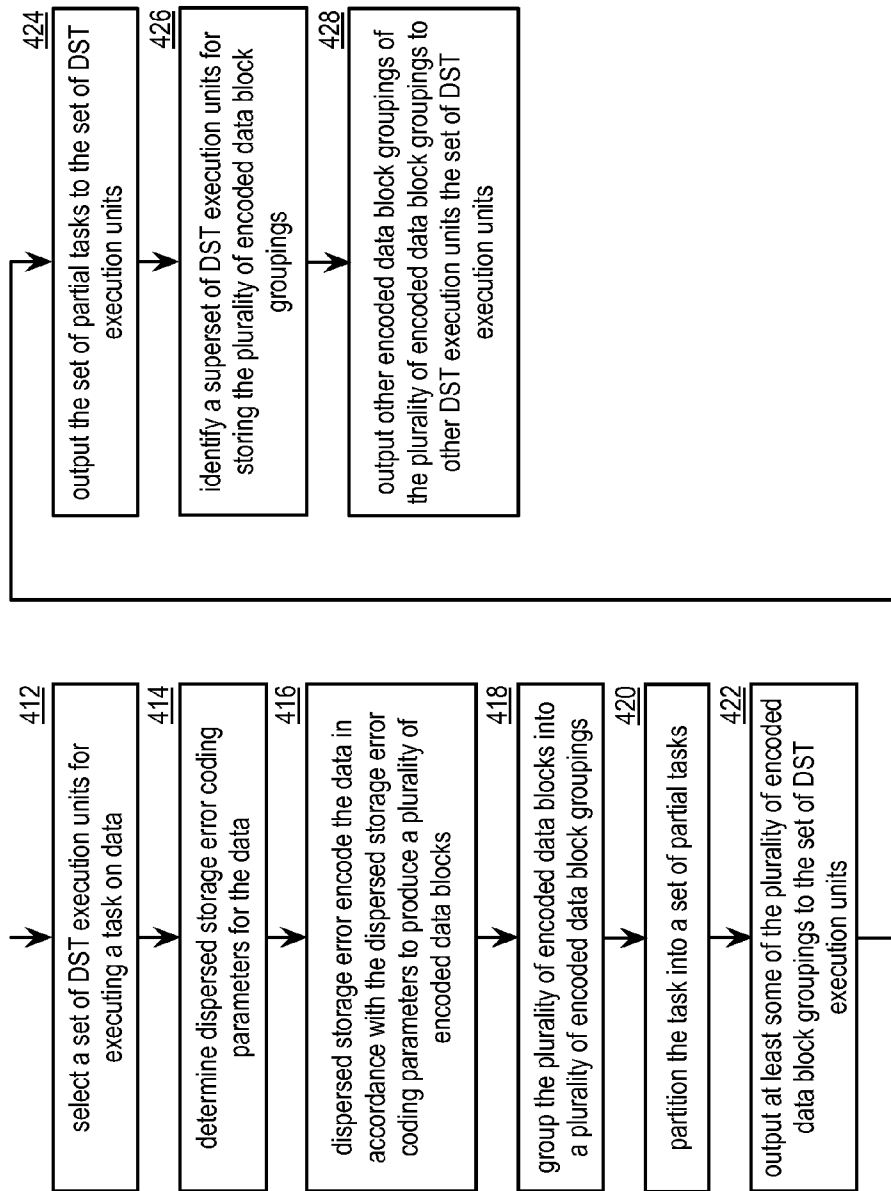 412
select a set of DST execution units for
executing a task on data
414
determine dispersed storage error coding
parameters for the data
416
dispersed storage error encode the data in
accordance with the dispersed storage error
coding parameters to produce a plurality of
encoded data blocks
418
group the plurality of encoded data blocks into
a plurality of encoded data block groupings
420
partition the task into a set of partial tasks
422
output at least some of the plurality of encoded
data block groupings to the set of DST
execution units
424
output the set of partial tasks to the set of DST
execution units
426
identify a superset of DST execution units for
storing the plurality of encoded data block
groupings
428
output other encoded data block groupings of
the plurality of encoded data block groupings to
other DST execution units the set of DST
execution units